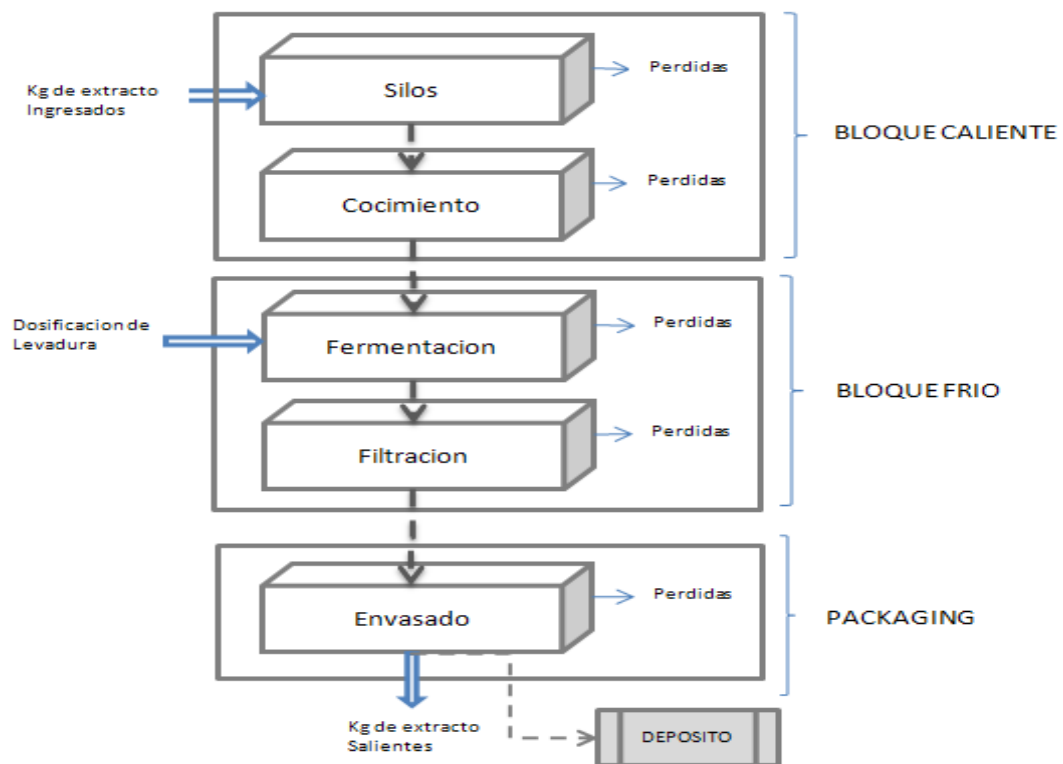 Perdidas
Silos
Kg de extracto
Ingresados
BLOQUE CALIENTE
Perdidas
Cocimiento
Perdidas
Dosificacion de
Levadura
Fermentacion
BLOQUE FRIO
Perdidas
Filtracion
Perdidas
Envasado
PACKAGING
Kg de extracto
Salientes
DEPOSITO